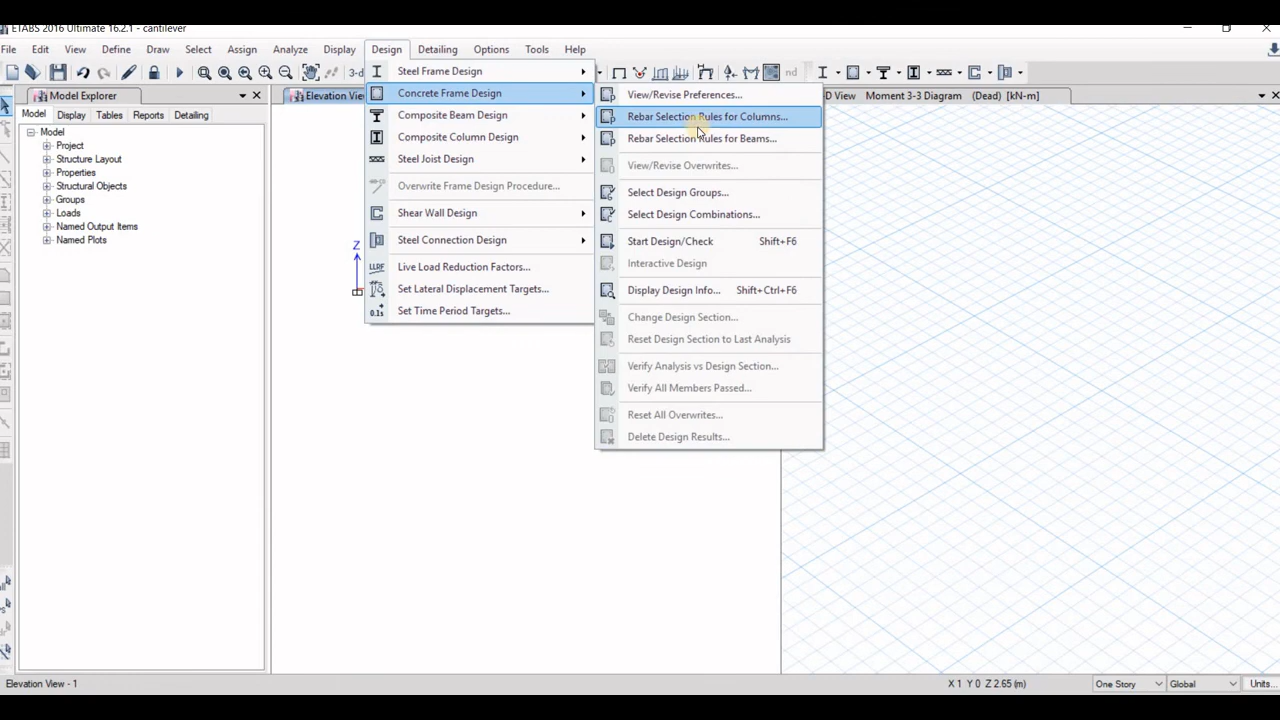 ETABS 2016 Ultimate 16.2.1 - cantilever
File Edit View Define Draw Select Assign Analyze Display Design Detailing Options Tools Help
3-d
nd
Model Explorer
Model Display Tables Reports Detailing
Model
Project
Structure Layout
Properties
Structural Objects
Groups
Loads
Named Output Items
Named Plots
Elevation Vie
D View Moment 3-3 Diagram (Dead) [kN-m]
Z
Steel Frame Design
Concrete Frame Design
Composite Beam Design
Composite Column Design
Steel Joist Design
Overwrite Frame Design Procedure...
Shear Wall Design
Steel Connection Design
LLRF Live Load Reduction Factors...
Set Lateral Displacement Targets...
0.1s Set Time Period Targets...
View/Revise Preferences...
Rebar Selection Rules for Columns...
Rebar Selection Rules for Beams...
View/Revise Overwrites...
Select Design Groups...
Select Design Combinations...
Start Design/Check Shift+F6
Interactive Design
Display Design Info... Shift+Ctrl+F6
Change Design Section...
Reset Design Section to Last Analysis
Verify Analysis vs Design Section...
Verify All Members Passed...
Reset All Overwrites...
Delete Design Results...
Elevation View - 1
X 1 Y 0 Z 2.65 (m)
One Story
Global
Units...